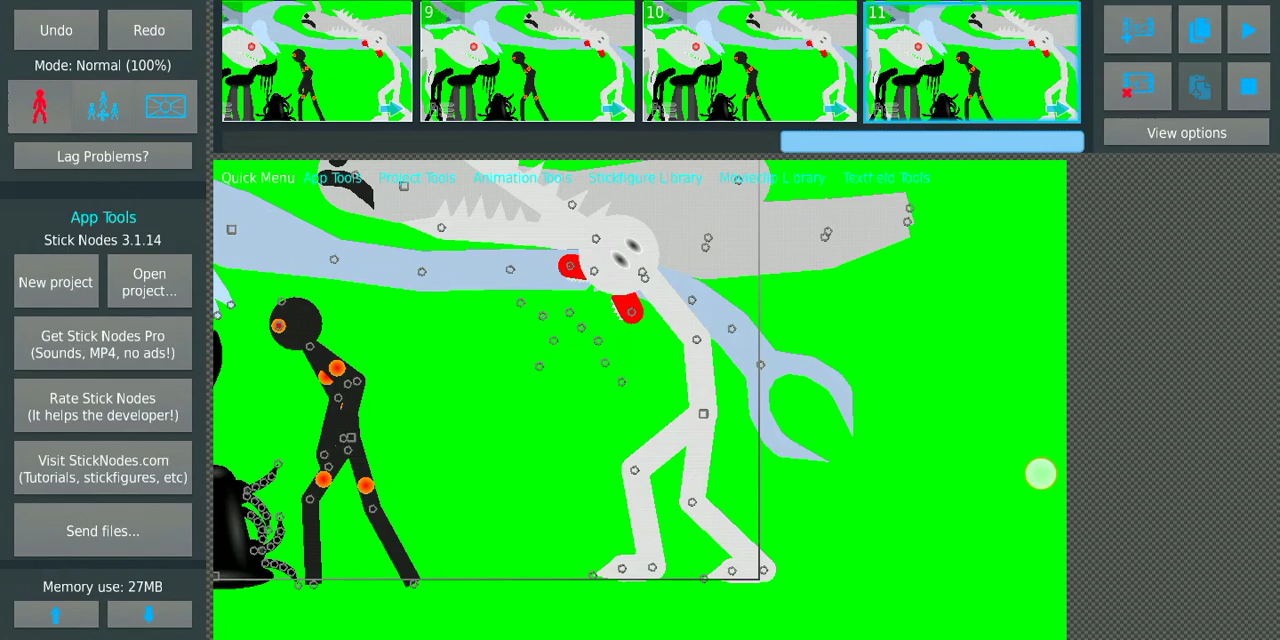 Undo
Redo
Mode: Normal (100%)
Lag Problems?
App Tools
Stick Nodes 3.1.14
New project
Open
project...
Get Stick Nodes Pro
(Sounds, MP4, no ads!)
Rate Stick Nodes
(It helps the developer!)
Visit StickNodes.com
(Tutorials, stickfigures, etc)
Send files...
Memory use: 27MB
9
10
11
View options
Quick Menu
App Tools
Project Tools
Animation Tools
Stickfigure Library
Movieclip Library
Textfield Tools